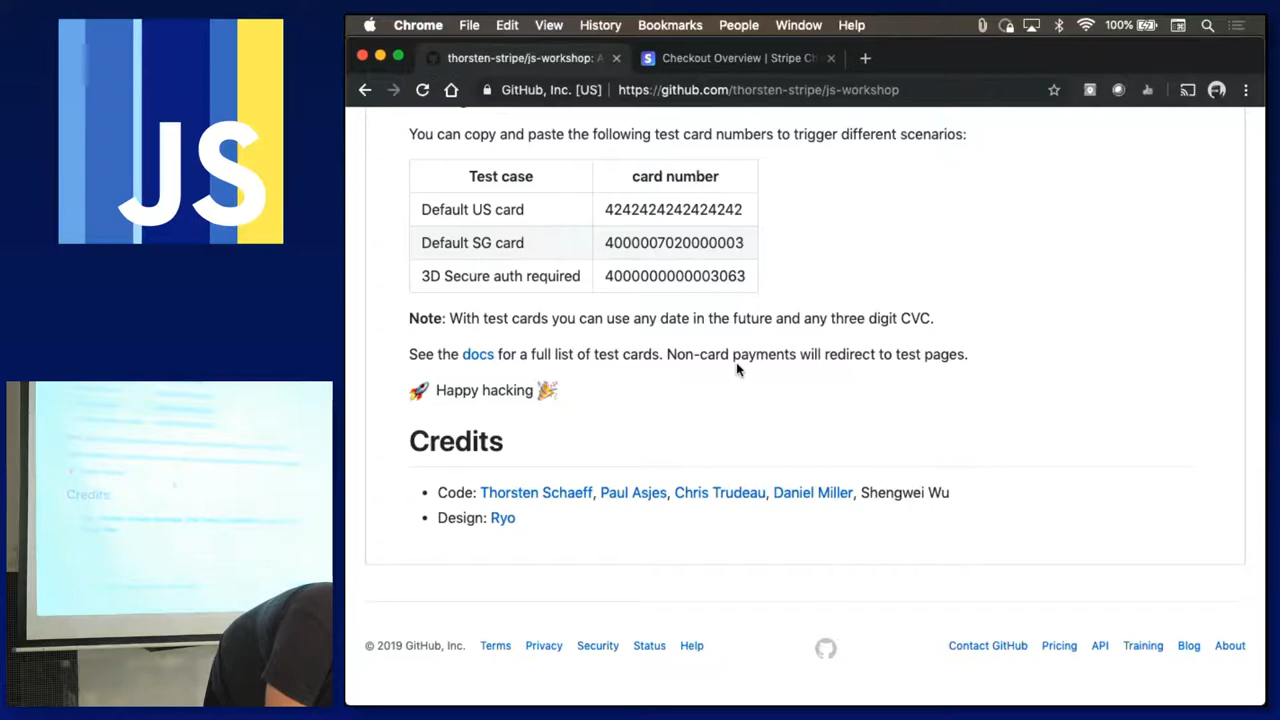 JS
Chrome File Edit View History Bookmarks People Window Help 100%
thorsten-stripe/js-workshop: A
Checkout Overview | Stripe Ch
GitHub, Inc. [US] https://github.com/thorsten-stripe/js-workshop
You can copy and paste the following test card numbers to trigger different scenarios:
Test case card number
Default US card 4242424242424242
Default SG card 4000007020000003
3D Secure auth required 4000000000003063
Note: With test cards you can use any date in the future and any three digit CVC.
See the docs for a full list of test cards. Non-card payments will redirect to test pages.
🚀 Happy hacking 🎉
Credits
• Code: Thorsten Schaeff, Paul Asjes, Chris Trudeau, Daniel Miller, Shengwei Wu
• Design: Ryo
© 2019 GitHub, Inc. Terms Privacy Security Status Help Contact GitHub Pricing API Training Blog About
Credits